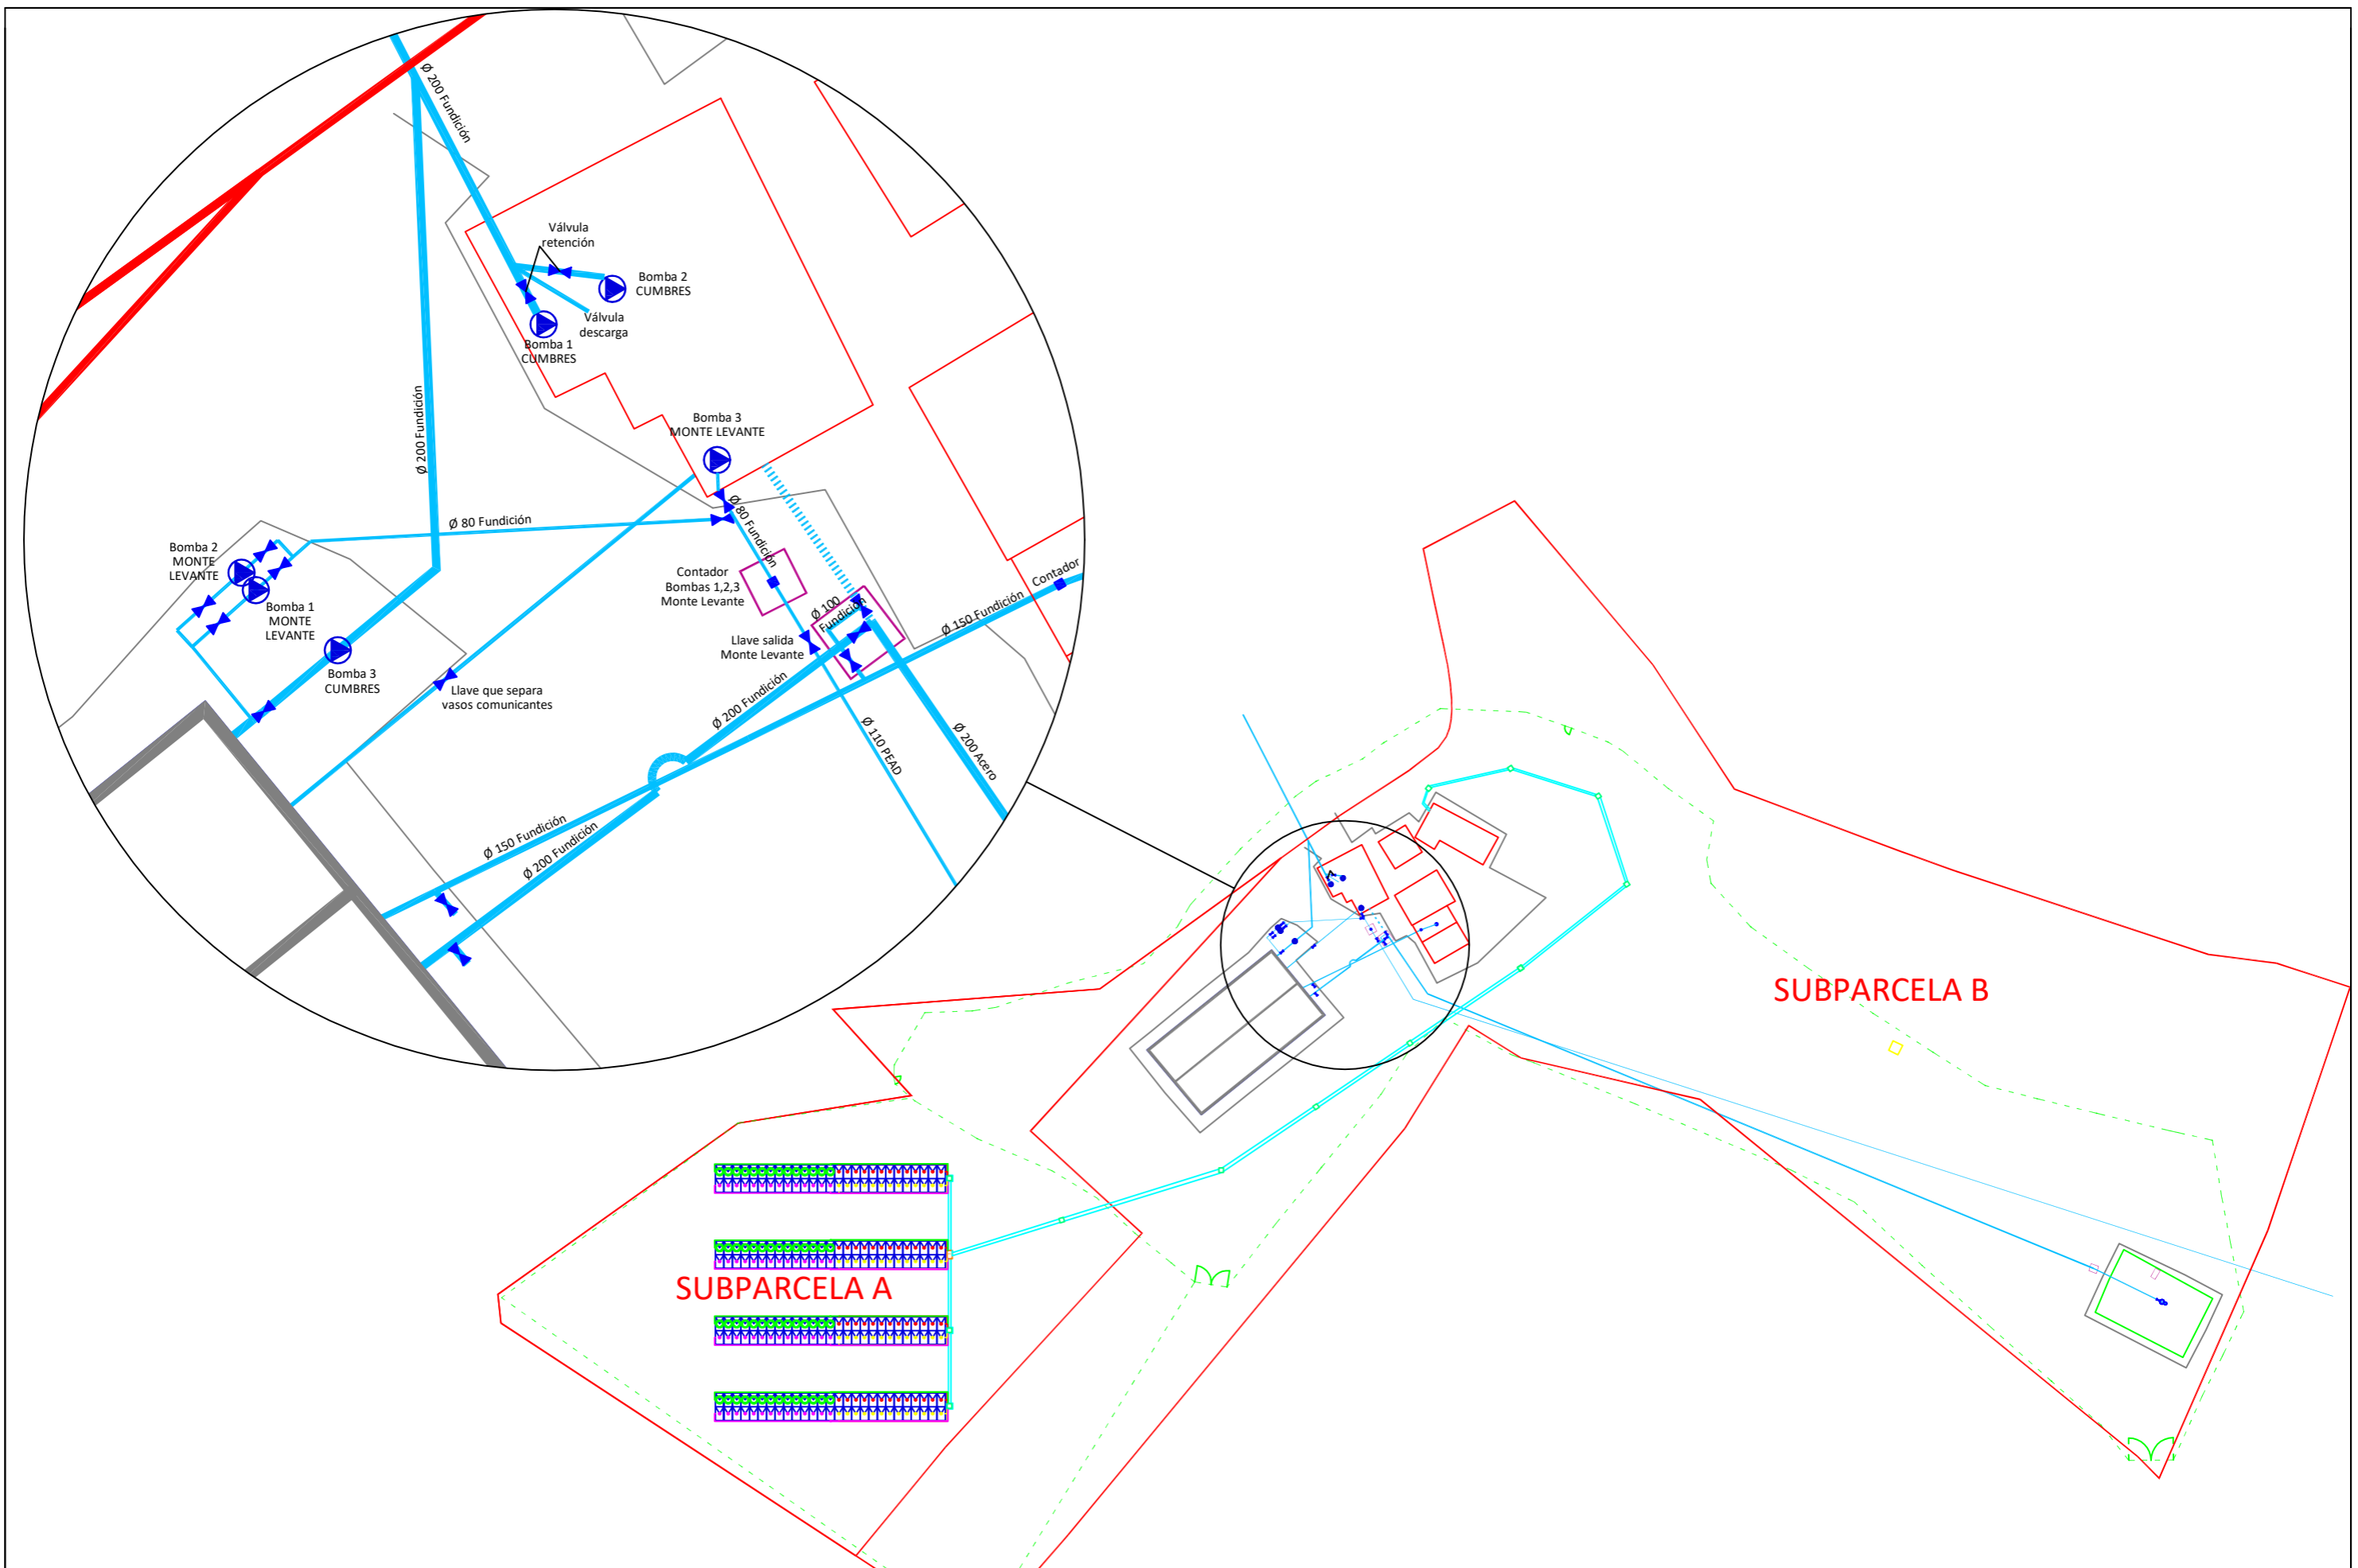 Ø 200 Fundición
Válvula
retención
Bomba 2
CUMBRES
Válvula
descarga
Bomba 1
CUMBRES
Ø 200 Fundición
Bomba 3
MONTE LEVANTE
Ø 80 Fundición
Ø 80 Fundición
Bomba 2
MONTE
LEVANTE
Bomba 1
MONTE
LEVANTE
Contador
Bombas 1,2,3
Monte Levante
Ø 100
Fundición
Contador
Ø 150 Fundición
Llave salida
Monte Levante
Bomba 3
CUMBRES
Llave que separa
vasos comunicantes
Ø 200 Fundición
Ø 110 PEAD
Ø 200 Acero
Ø 150 Fundición
Ø 200 Fundición
SUBPARCELA B
SUBPARCELA A